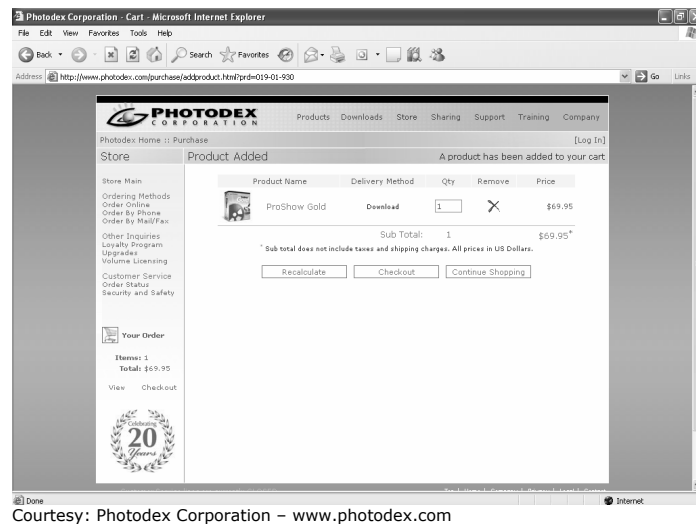 Photodex Corporation - Cart - Microsoft Internet Explorer
File Edit View Favorites Tools Help
Back Search Favorites
Address http://www.photodex.com/purchase/addproduct.html?prd=019-01-930 Go Links
PHOTODEX
CORPORATION
Products Downloads Store Sharing Support Training Company
Photodex Home :: Purchase [Log In]
Store Product Added A product has been added to your cart
Store Main
Ordering Methods
Order Online
Order By Phone
Order By Mail/Fax
Other Inquiries
Loyalty Program
Upgrades
Volume Licensing
Customer Service
Order Status
Security and Safety
Your Order
Items: 1
Total: $69.95
View Checkout
Celebrating
20
Years
Product Name Delivery Method Qty Remove Price
ProShow Gold Download 1 $69.95
Sub Total: 1 $69.95*
* Sub total does not include taxes and shipping charges. All prices in US Dollars.
Recalculate Checkout Continue Shopping
Done Internet
Courtesy: Photodex Corporation – www.photodex.com